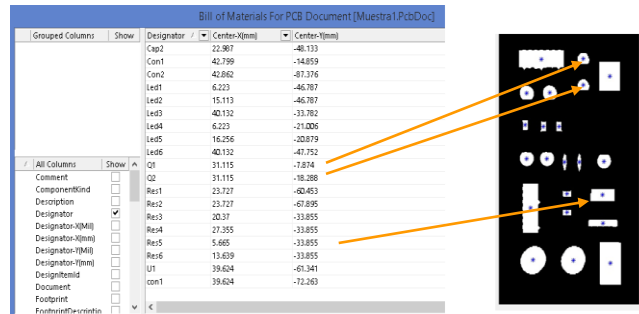 Bill of Materials For PCB Document [Muestra1.PcbDoc]
Grouped Columns Show
Designator / Center-X(mm) Center-Y(mm)
Cap2 22.987 -48.133
Con1 42.799 -14.859
Con2 42.862 -87.376
Led1 6.223 -46.787
Led2 15.113 -46.787
Led3 40.132 -33.782
Led4 6.223 -21.006
Led5 16.256 -20.879
Led6 40.132 -47.752
Q1 31.115 -7.874
Q2 31.115 -18.288
Res1 23.727 -60.453
Res2 23.727 -67.895
Res3 20.37 -33.855
Res4 27.355 -33.855
Res5 5.665 -33.855
Res6 13.639 -33.855
U1 39.624 -61.341
con1 39.624 -72.263
/ All Columns Show
Comment
ComponentKind
Description
Designator
Designator-X(Mil)
Designator-X(mm)
Designator-Y(Mil)
Designator-Y(mm)
DesignItemId
Document
Footprint
FootprintDescriptio